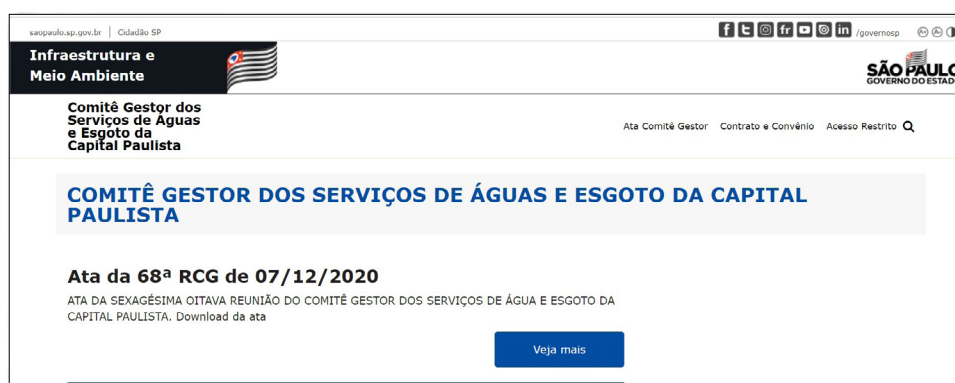 saopaulo.sp.gov.br | Cidadão SP
/governosp
Infraestrutura e
Meio Ambiente
SÃO PAULO
GOVERNO DO ESTADO
Comitê Gestor dos
Serviços de Águas
e Esgoto da
Capital Paulista
Ata Comitê Gestor Contrato e Convênio Acesso Restrito
COMITÊ GESTOR DOS SERVIÇOS DE ÁGUAS E ESGOTO DA CAPITAL
PAULISTA
Ata da 68ª RCG de 07/12/2020
ATA DA SEXAGÉSIMA OITAVA REUNIÃO DO COMITÊ GESTOR DOS SERVIÇOS DE ÁGUA E ESGOTO DA
CAPITAL PAULISTA. Download da ata
Veja mais